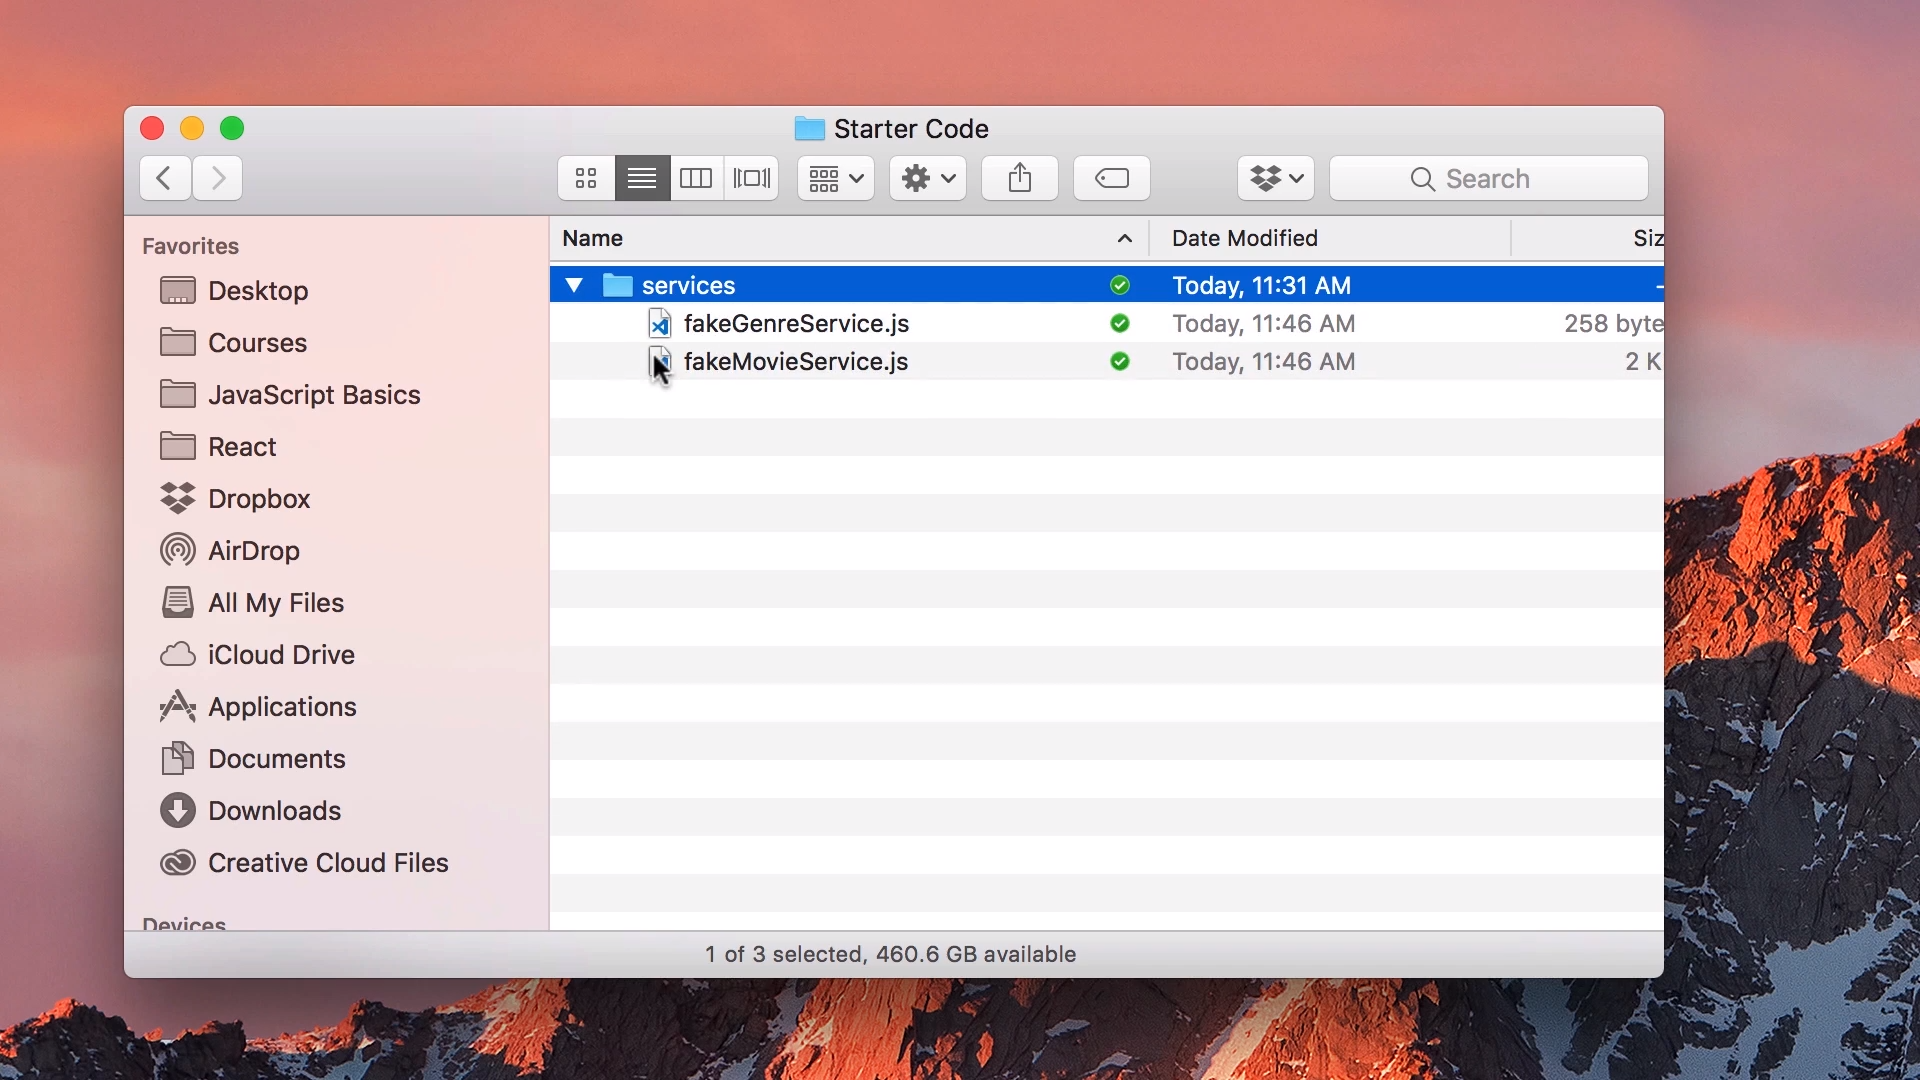 Starter Code
Search
Favorites
Desktop
Courses
JavaScript Basics
React
Dropbox
AirDrop
All My Files
iCloud Drive
Applications
Documents
Downloads
Creative Cloud Files
Devices
Name Date Modified Siz
services Today, 11:31 AM --
fakeGenreService.js Today, 11:46 AM 258 byte
fakeMovieService.js Today, 11:46 AM 2 K
1 of 3 selected, 460.6 GB available